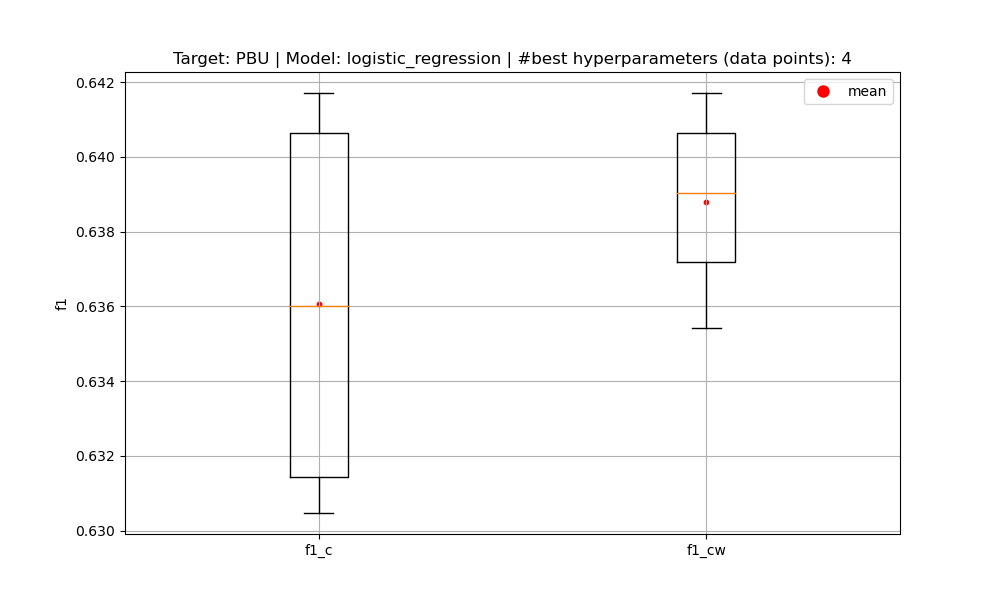 Target: PBU | Model: logistic_regression | #best hyperparameters (data points): 4
mean
0.642
0.640
0.638
0.636
0.634
0.632
0.630
f1
f1_c
f1_cw